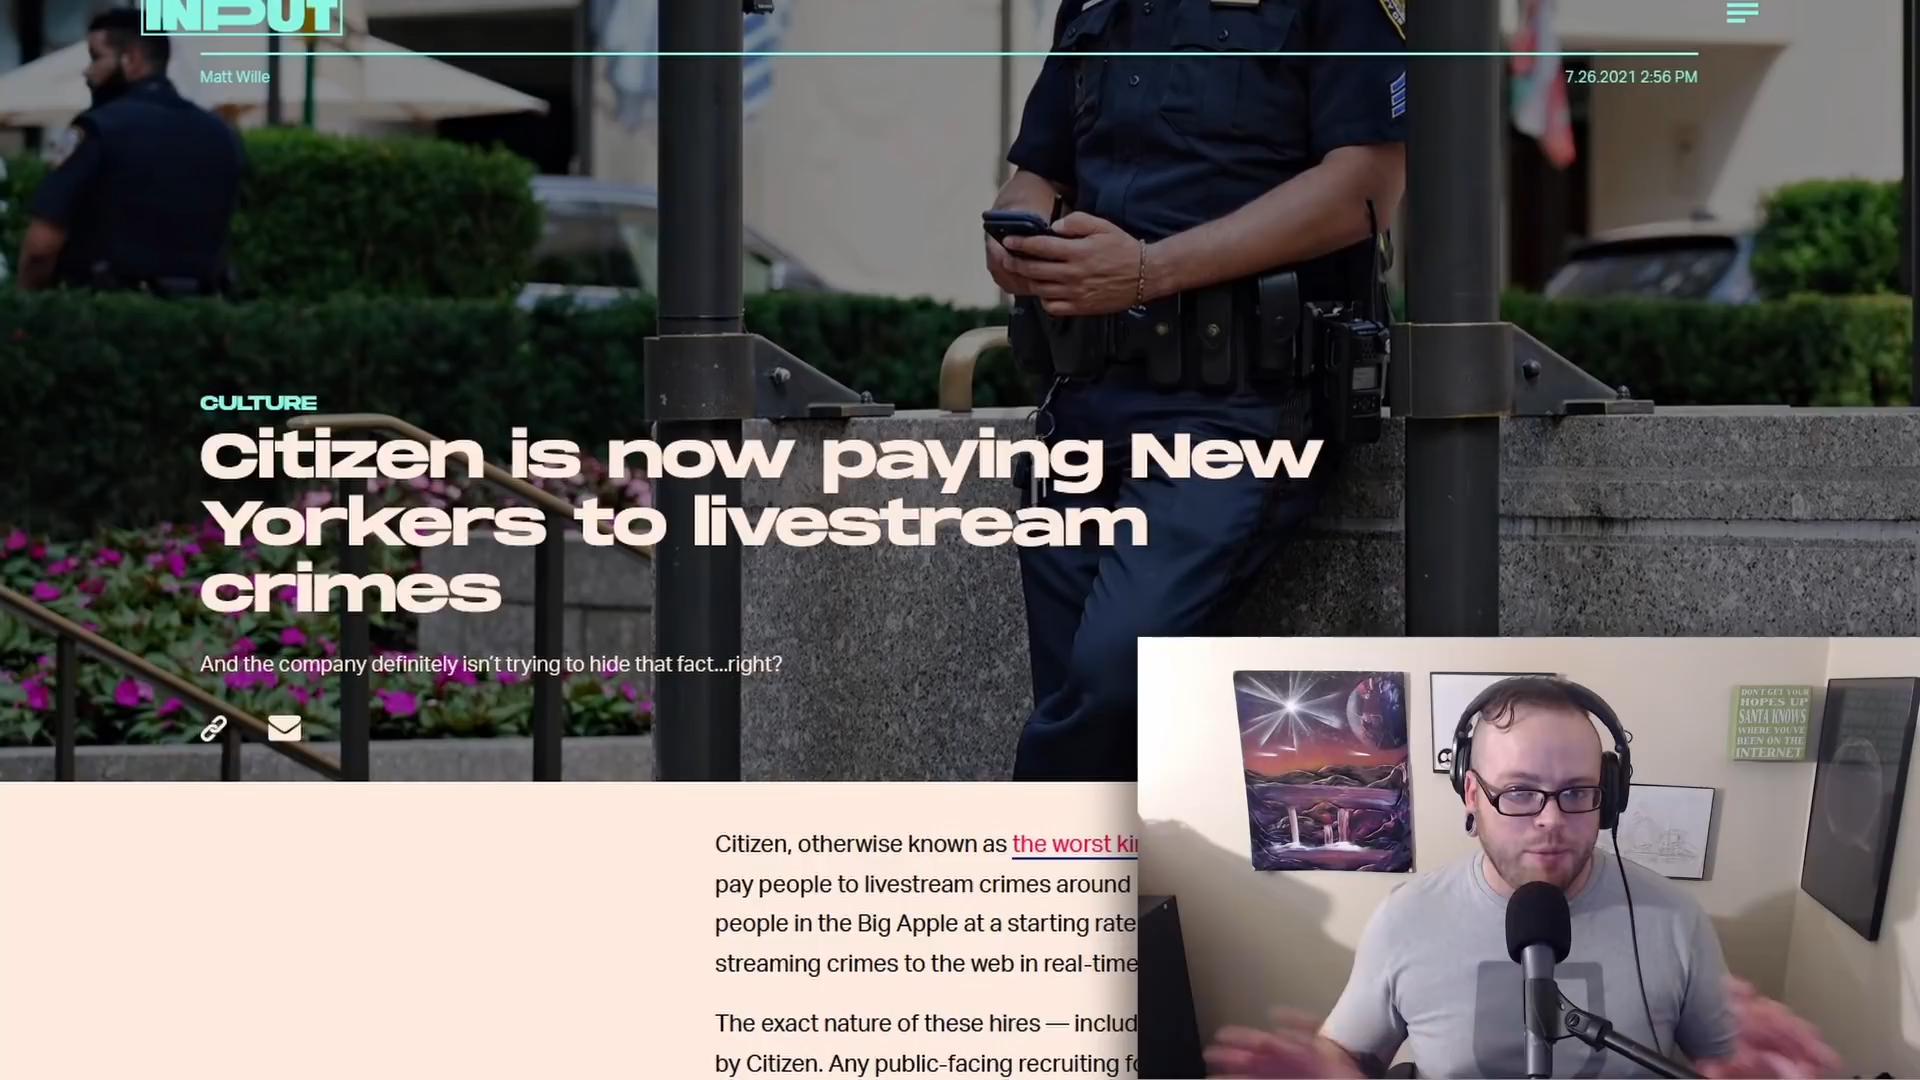 INPUT
Matt Wille
7.26.2021 2:56 PM
CULTURE
Citizen is now paying New
Yorkers to livestream
crimes
And the company definitely isn't trying to hide that fact...right?
Citizen, otherwise known as the worst
pay people to livestream crimes around
people in the Big Apple at a starting rate
streaming crimes to the web in real-time
The exact nature of these hires —
by Citizen. Any public-facing recruiting
DON'T GET YOUR
HOPES UP
SANTA KNOWS
WHERE YOU'VE
BEEN ON THE
INTERNET